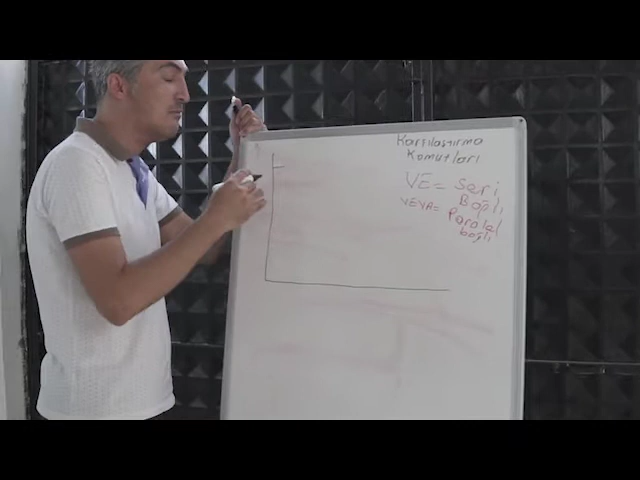 Karşılaştırma
Komutları
VE = Seri
Bağlı
VEYA = Paralel
bağlı